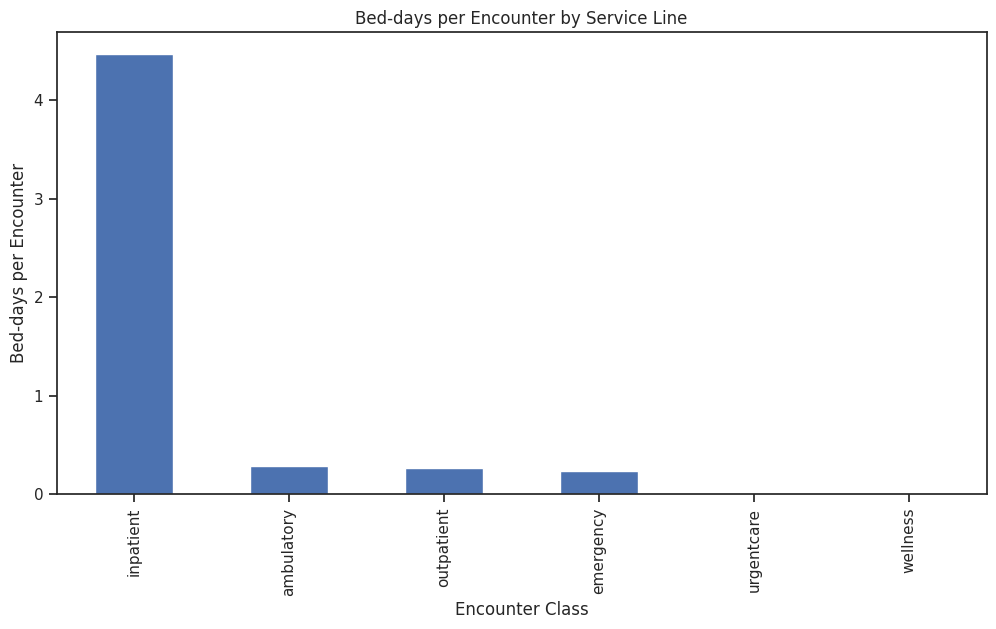 Bed-days per Encounter by Service Line
Bed-days per Encounter
4
3
2
1
0
inpatient
ambulatory
outpatient
emergency
urgentcare
wellness
Encounter Class